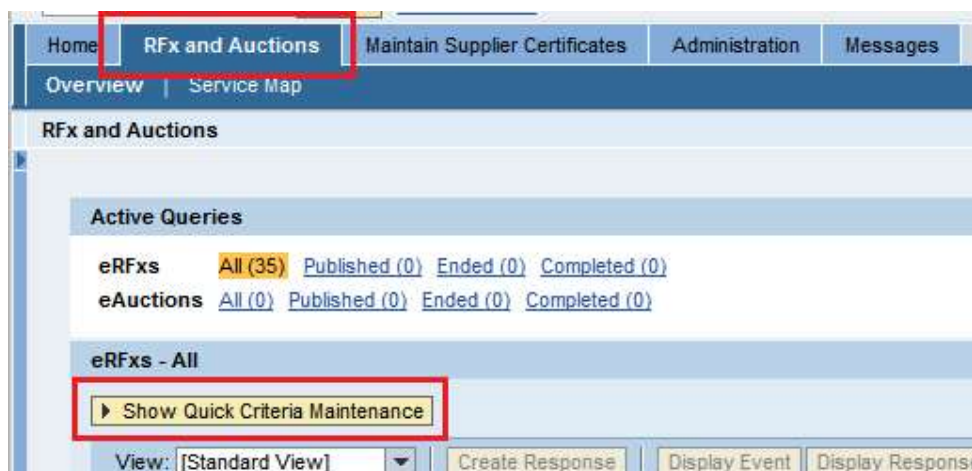 Home RFx and Auctions Maintain Supplier Certificates Administration Messages
Overview | Service Map
RFx and Auctions
Active Queries
eRFxs All (35) Published (0) Ended (0) Completed (0)
eAuctions All (0) Published (0) Ended (0) Completed (0)
eRFxs - All
Show Quick Criteria Maintenance
View: [Standard View] Create Response Display Event Display Respons